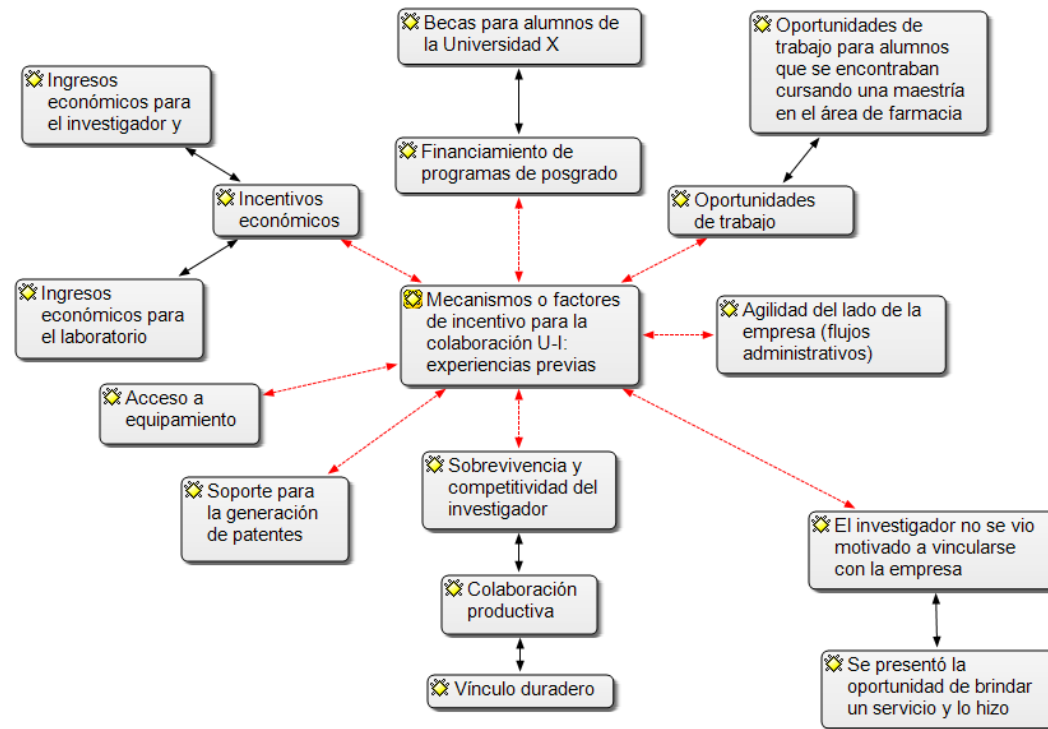 Becas para alumnos de
la Universidad X
Oportunidades de
trabajo para alumnos
que se encontraban
cursando una maestría
en el área de farmacia
Ingresos
económicos para
el investigador y
Financiamiento de
programas de posgrado
Incentivos
económicos
Oportunidades
de trabajo
Ingresos
económicos para
el laboratorio
Mecanismos o factores
de incentivo para la
colaboración U-I:
experiencias previas
Agilidad del lado de la
empresa (flujos
administrativos)
Acceso a
equipamiento
Soporte para
la generación
de patentes
Sobrevivencia y
competitividad del
investigador
El investigador no se vio
motivado a vincularse
con la empresa
Colaboración
productiva
Se presentó la
oportunidad de brindar
un servicio y lo hizo
Vínculo duradero